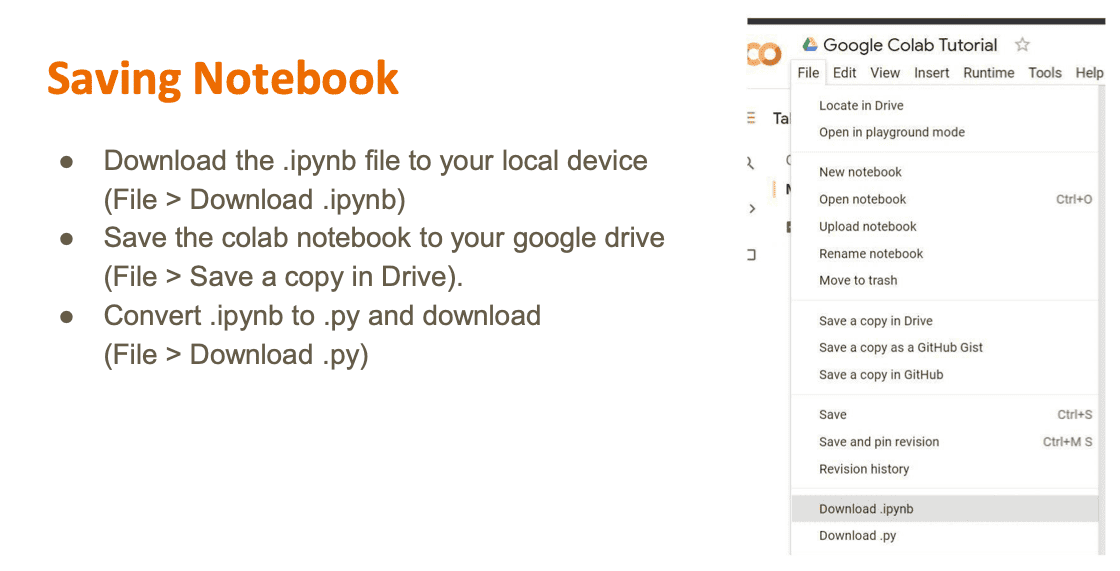 Saving Notebook
● Download the .ipynb file to your local device
(File > Download .ipynb)
● Save the colab notebook to your google drive
(File > Save a copy in Drive).
● Convert .ipynb to .py and download
(File > Download .py)
Google Colab Tutorial
File Edit View Insert Runtime Tools Help
Locate in Drive
Open in playground mode
New notebook
Open notebook Ctrl+O
Upload notebook
Rename notebook
Move to trash
Save a copy in Drive
Save a copy as a GitHub Gist
Save a copy in GitHub
Save Ctrl+S
Save and pin revision Ctrl+M S
Revision history
Download .ipynb
Download .py